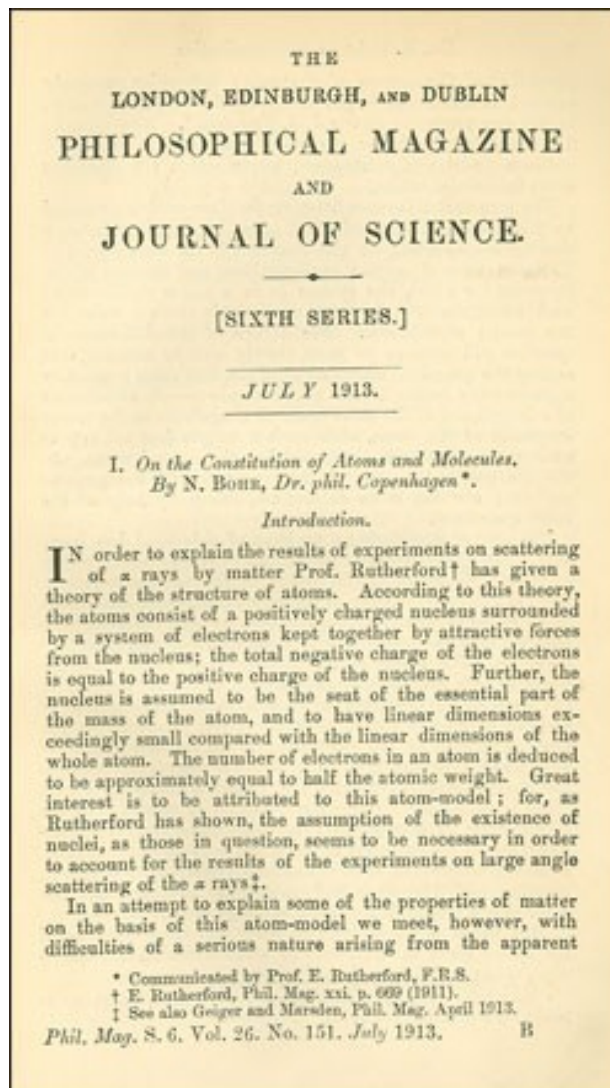 THE
LONDON, EDINBURGH, AND DUBLIN
PHILOSOPHICAL MAGAZINE
AND
JOURNAL OF SCIENCE.
[SIXTH SERIES.]
JULY 1913.
I. On the Constitution of Atoms and Molecules.
By N. BOHR, Dr. phil. Copenhagen*.
Introduction.
IN order to explain the results of experiments on scattering
of α rays by matter Prof. Rutherford† has given a
theory of the structure of atoms. According to this theory,
the atoms consist of a positively charged nucleus surrounded
by a system of electrons kept together by attractive forces
from the nucleus; the total negative charge of the electrons
is equal to the positive charge of the nucleus. Further, the
nucleus is assumed to be the seat of the essential part of
the mass of the atom, and to have linear dimensions ex-
ceedingly small compared with the linear dimensions of the
whole atom. The number of electrons in an atom is deduced
to be approximately equal to half the atomic weight. Great
interest is to be attributed to this atom-model; for, as
Rutherford has shown, the assumption of the existence of
nuclei, as those in question, seems to be necessary in order
to account for the results of the experiments on large angle
scattering of the α rays‡.
In an attempt to explain some of the properties of matter
on the basis of this atom-model we meet, however, with
difficulties of a serious nature arising from the apparent
* Communicated by Prof. E. Rutherford, F.R.S.
† E. Rutherford, Phil. Mag. xxi. p. 669 (1911).
‡ See also Geiger and Marsden, Phil. Mag. April 1913.
Phil. Mag. S. 6. Vol. 26. No. 151. July 1913. B